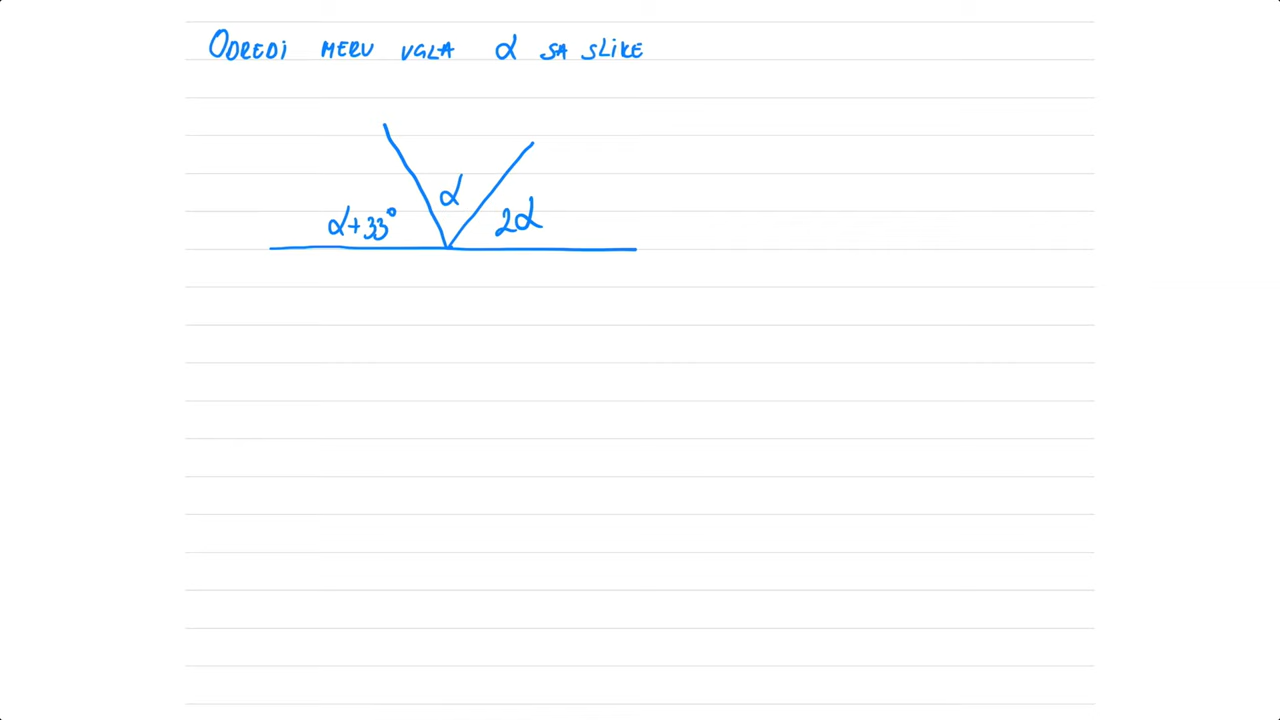 ODREDI MERU UGLA α SA SLIKE
α
α+33° 2α